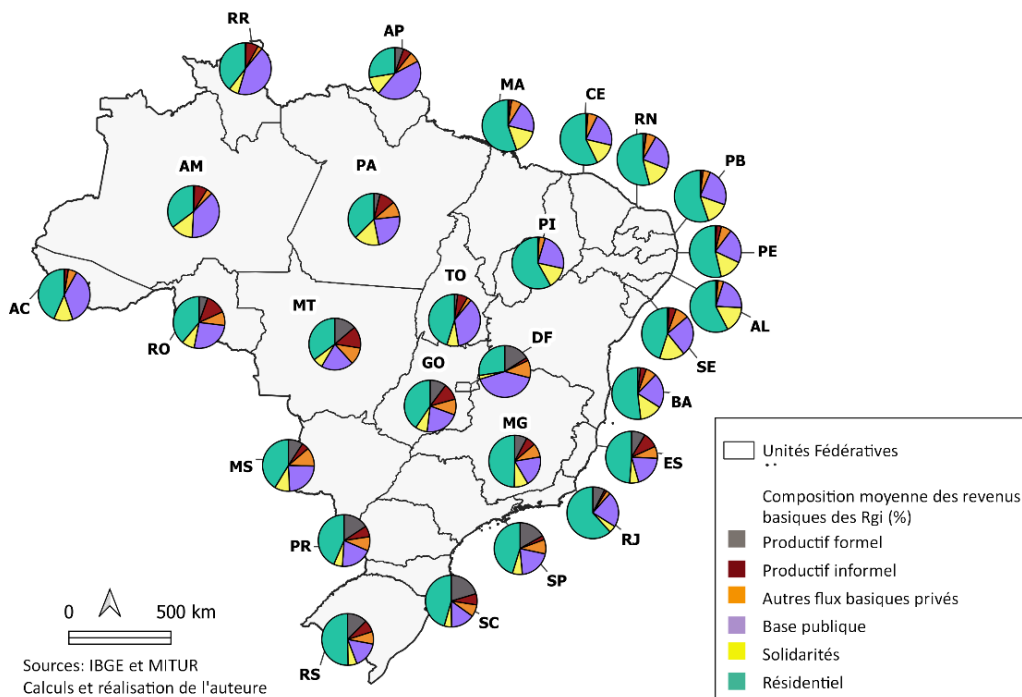 RR
AP
MA
CE
RN
PB
AM
PA
PI
PE
TO
AC
AL
MT
RO
DF
SE
GO
BA
MG
MS
ES
PR
RJ
SP
SC
RS
0 500 km
Sources: IBGE et MITUR
Calculs et réalisation de l'auteure
Unités Fédératives
Composition moyenne des revenus
basiques des Rgi (%)
Productif formel
Productif informel
Autres flux basiques privés
Base publique
Solidarités
Résidentiel